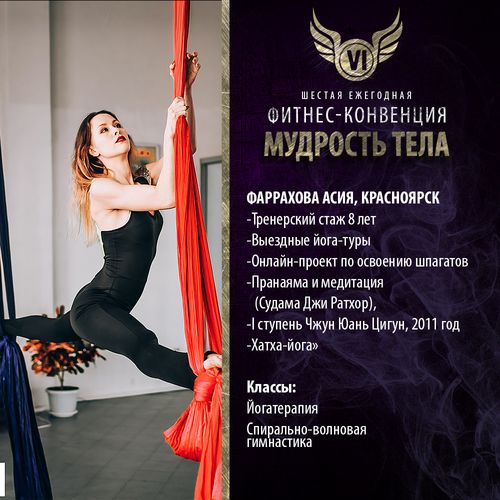 VI
ШЕСТАЯ ЕЖЕГОДНАЯ
ФИТНЕС-КОНВЕНЦИЯ
МУДРОСТЬ ТЕЛА
ФАРРАХОВА АСИЯ, КРАСНОЯРСК
-Тренерский стаж 8 лет
-Выездные йога-туры
-Онлайн-проект по освоению шпагатов
-Пранаяма и медитация
(Судама Джи Ратхор),
-I ступень Чжун Юань Цигун, 2011 год
-Хатха-йога»
Классы:
Йогатерапия
Спирально-волновая
гимнастика